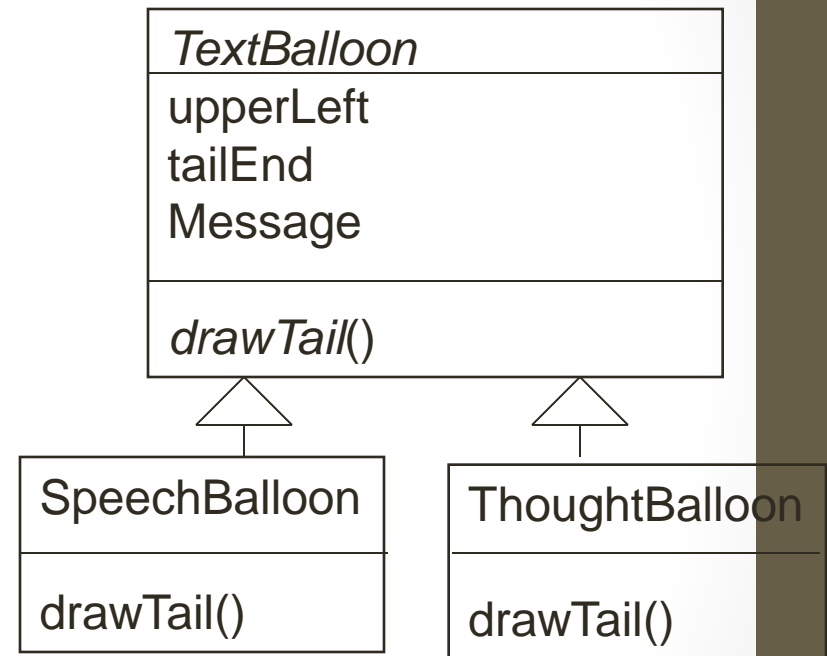 TextBalloon
upperLeft
tailEnd
Message
drawTail()
SpeechBalloon
drawTail()
ThoughtBalloon
drawTail()